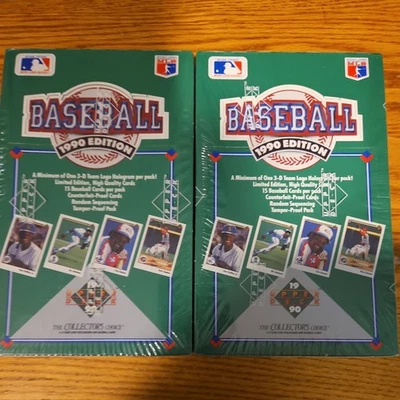 BASEBALL
1990 EDITION
A Minimum of One 3-D Team Logo Hologram per pack!
Limited Edition, High Quality Cards
15 Baseball Cards per pack
Counterfeit-Proof Cards
Random Sequencing
Tamper-Proof Pack
19
THE COLLECTOR'S CHOICE
BASEBALL
1990 EDITION
A Minimum of One 3-D Team Logo Hologram per pack!
Limited Edition, High Quality Cards
15 Baseball Cards per pack
Counterfeit-Proof Cards
Random Sequencing
Tamper-Proof Pack
19
90
THE COLLECTOR'S CHOICE